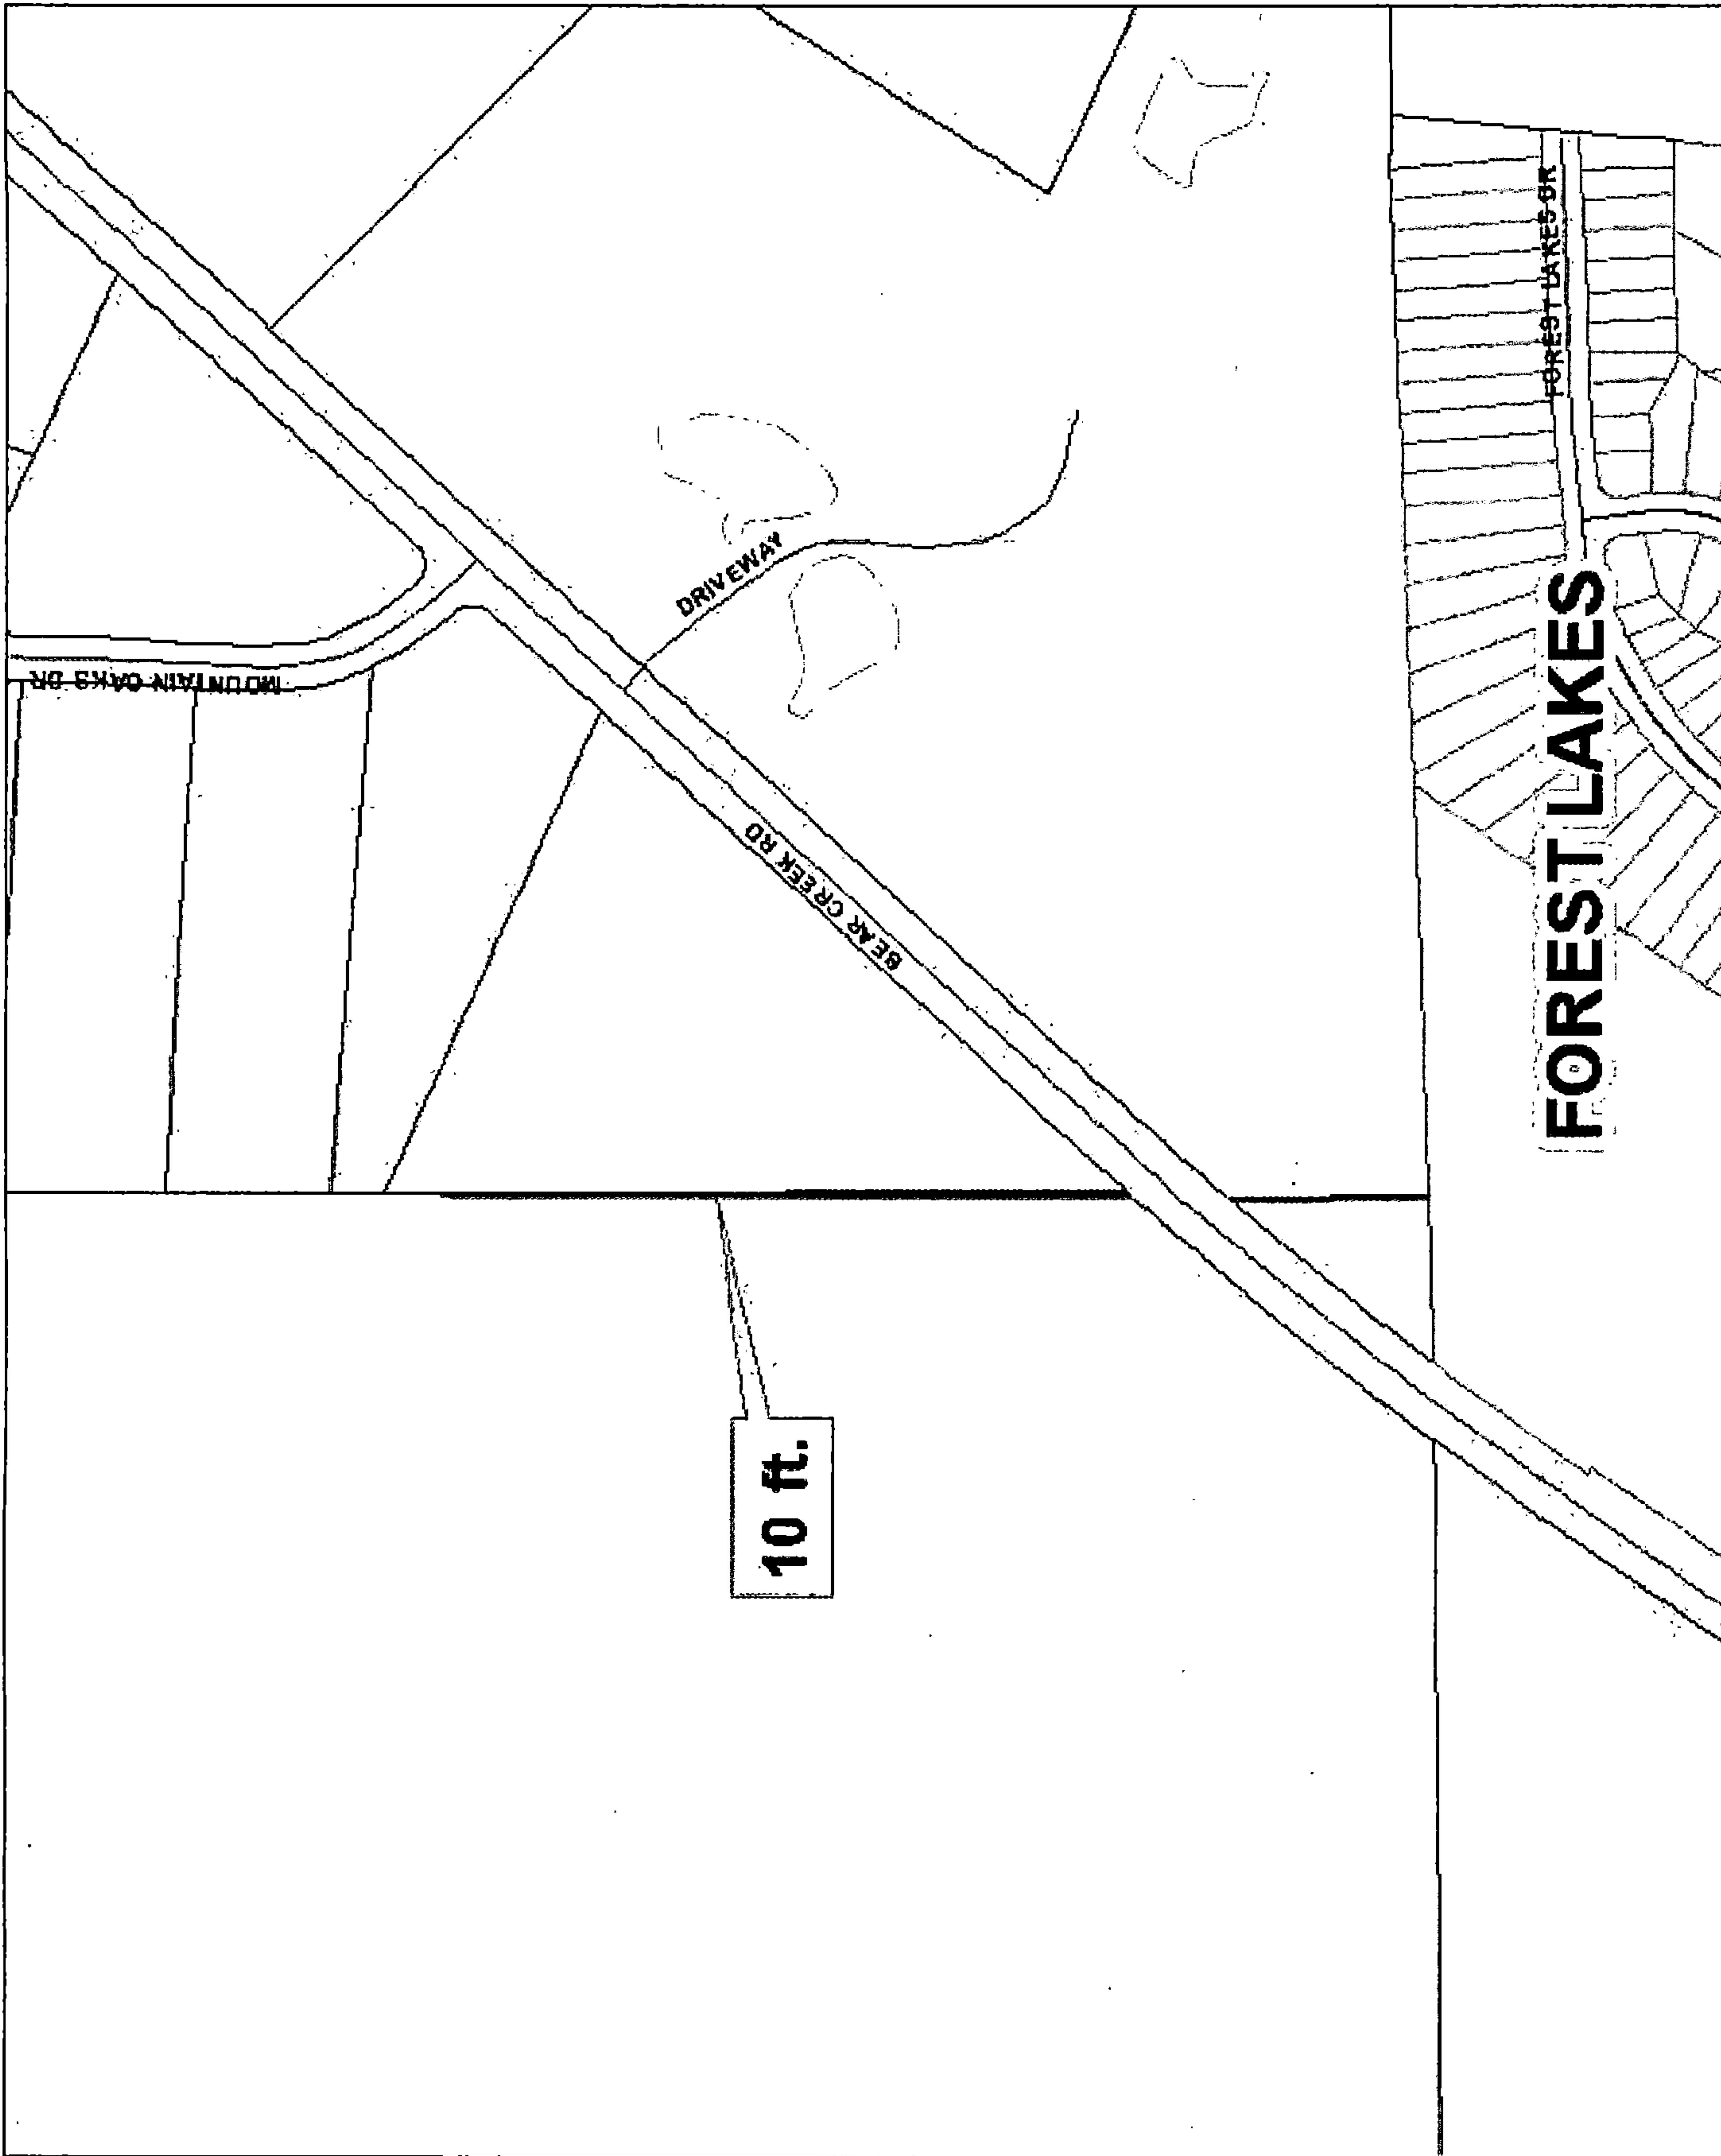 MOUNTAIN OAKS DR
DRIVEWAY
BEAR CREEK RD
FOREST LAKES DR
FOREST LAKES
10 ft.